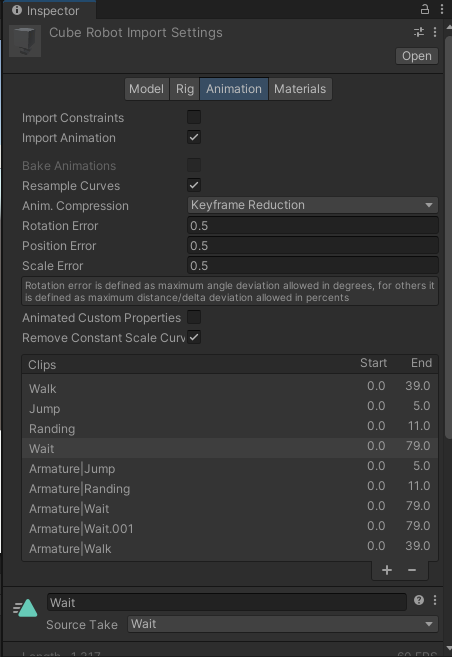 Inspector
Cube Robot Import Settings
Open
Model Rig Animation Materials
Import Constraints
Import Animation
Bake Animations
Resample Curves
Anim. Compression Keyframe Reduction
Rotation Error 0.5
Position Error 0.5
Scale Error 0.5
Rotation error is defined as maximum angle deviation allowed in degrees, for others it
is defined as maximum distance/delta deviation allowed in percents
Animated Custom Properties
Remove Constant Scale Curv
Clips Start End
Walk 0.0 39.0
Jump 0.0 5.0
Randing 0.0 11.0
Wait 0.0 79.0
Armature|Jump 0.0 5.0
Armature|Randing 0.0 11.0
Armature|Wait 0.0 79.0
Armature|Wait.001 0.0 79.0
Armature|Walk 0.0 39.0
+ −
Wait
Source Take Wait
Length 1.317 60 FPS